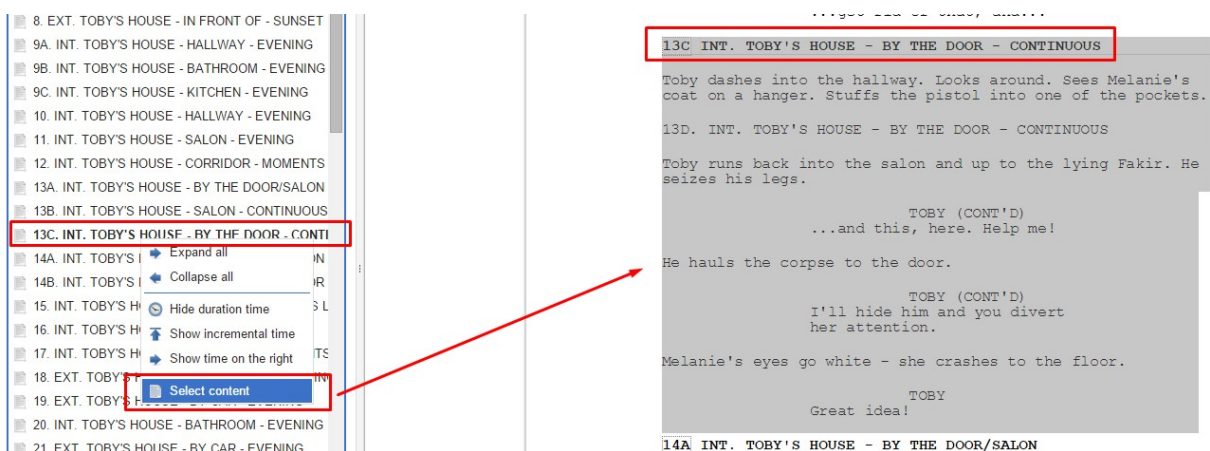 8. EXT. TOBY'S HOUSE - IN FRONT OF - SUNSET
9A. INT. TOBY'S HOUSE - HALLWAY - EVENING
9B. INT. TOBY'S HOUSE - BATHROOM - EVENING
9C. INT. TOBY'S HOUSE - KITCHEN - EVENING
10. INT. TOBY'S HOUSE - HALLWAY - EVENING
11. INT. TOBY'S HOUSE - SALON - EVENING
12. INT. TOBY'S HOUSE - CORRIDOR - MOMENTS
13A. INT. TOBY'S HOUSE - BY THE DOOR/SALON
13B. INT. TOBY'S HOUSE - SALON - CONTINUOUS
13C. INT. TOBY'S HOUSE - BY THE DOOR - CONTI
14A. INT. TOBY'S
14B. INT. TOBY'S
15. INT. TOBY'S H
16. INT. TOBY'S H
17. INT. TOBY'S H
18. EXT. TOBY'S
19. EXT. TOBY'S
20. INT. TOBY'S HOUSE - BATHROOM - EVENING
21. EXT. TOBY'S HOUSE - BY CAR - EVENING
Expand all
Collapse all
Hide duration time
Show incremental time
Show time on the right
Select content
13C INT. TOBY'S HOUSE - BY THE DOOR - CONTINUOUS
Toby dashes into the hallway. Looks around. Sees Melanie's
coat on a hanger. Stuffs the pistol into one of the pockets.
13D. INT. TOBY'S HOUSE - BY THE DOOR - CONTINUOUS
Toby runs back into the salon and up to the lying Fakir. He
seizes his legs.
TOBY (CONT'D)
...and this, here. Help me!
He hauls the corpse to the door.
TOBY (CONT'D)
I'll hide him and you divert
her attention.
Melanie's eyes go white - she crashes to the floor.
TOBY
Great idea!
14A INT. TOBY'S HOUSE - BY THE DOOR/SALON